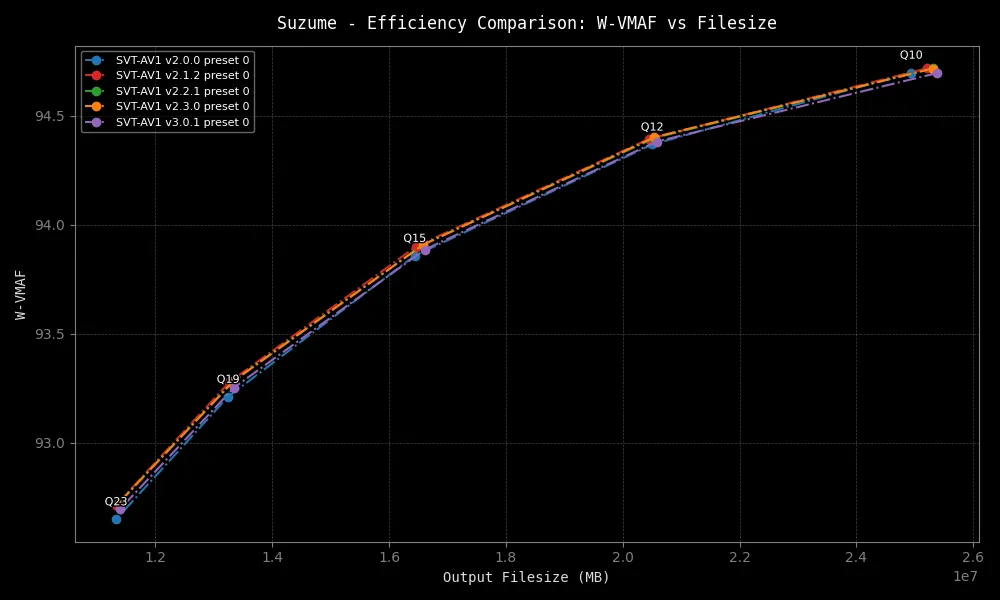 Suzume - Efficiency Comparison: W-VMAF vs Filesize
SVT-AV1 v2.0.0 preset 0
SVT-AV1 v2.1.2 preset 0
SVT-AV1 v2.2.1 preset 0
SVT-AV1 v2.3.0 preset 0
SVT-AV1 v3.0.1 preset 0
Q10
Q12
Q15
Q19
Q23
94.5
94.0
93.5
93.0
W-VMAF
1.2 1.4 1.6 1.8 2.0 2.2 2.4 2.6
1e7
Output Filesize (MB)